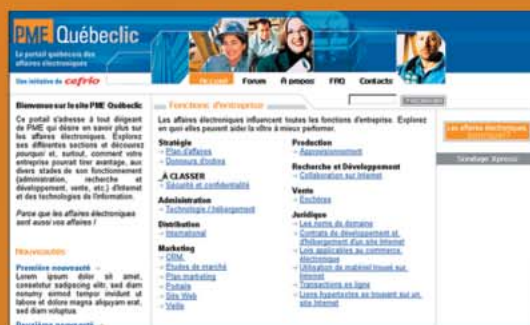 PME Québeclic
Le portail québécois des
affaires électroniques
Une initiative de cefrio
Accueil Forum À propos FAQ Contacts
Bienvenue sur le site PME Québeclic
Ce portail s'adresse à tout dirigeant
de PME qui désire en savoir plus sur
les affaires électroniques. Explorez
ses différentes sections et découvrez
pourquoi et, surtout, comment votre
entreprise pourrait tirer avantage, aux
divers stades de son fonctionnement
(administration, recherche et
développement, vente, etc.) d'Internet
et des technologies de l'information.
Parce que les affaires électroniques
sont aussi vos affaires !
Nouveautés
Première nouveauté
Lorem ipsum dolor sit amet,
consetetur sadipscing elitr, sed diam
nonumy eirmod tempor invidunt ut
labore et dolore magna aliquyam erat,
sed diam voluptua.
Deuxième nouveauté
Fonctions d'entreprise
Les affaires électroniques influencent toutes les fonctions d'entreprise. Explorez
en quoi elles peuvent aider la vôtre à mieux performer.
Stratégie
Plan d'affaires
Donneurs d'ordres
_À CLASSER
Sécurité et confidentialité
Administration
Technologie / hébergement
Distribution
International
Marketing
CRM
Études de marché
Plan marketing
Portails
Site Web
Veille
Production
Approvisionnement
Recherche et Développement
Collaboration sur Internet
Vente
Enchères
Juridique
Les noms de domaine
Contrats de développement et
d'hébergement d'un site Internet
Lois applicables au commerce
électronique
Utilisation de matériel trouvé sur
Internet
Transactions en ligne
Liens hypertextes se trouvant sur un
site Internet
Les affaires électroniques
Sondage Xpress